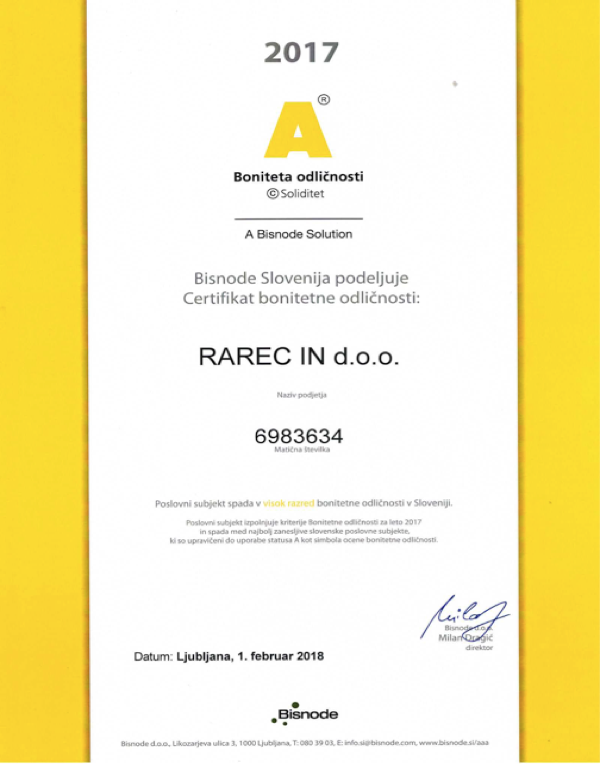 2017
A®
Boniteta odličnosti
© Soliditet
A Bisnode Solution
Bisnode Slovenija podeljuje
Certifikat bonitetne odličnosti:
RAREC IN d.o.o.
Naziv podjetja
6983634
Matična številka
Poslovni subjekt spada v visok razred bonitetne odličnosti v Sloveniji.
Poslovni subjekt izpolnjuje kriterije Bonitetne odličnosti za leto 2017
in spada med najbolj zanesljive slovenske poslovne subjekte,
ki so upravičeni do uporabe statusa A kot simbola ocene bonitetne odličnosti.
Bisnode d.o.o.
Milan Dragić
direktor
Datum: Ljubljana, 1. februar 2018
Bisnode
Bisnode d.o.o., Likozarjeva ulica 3, 1000 Ljubljana, T: 080 39 03, E: info.si@bisnode.com, www.bisnode.si/aaa